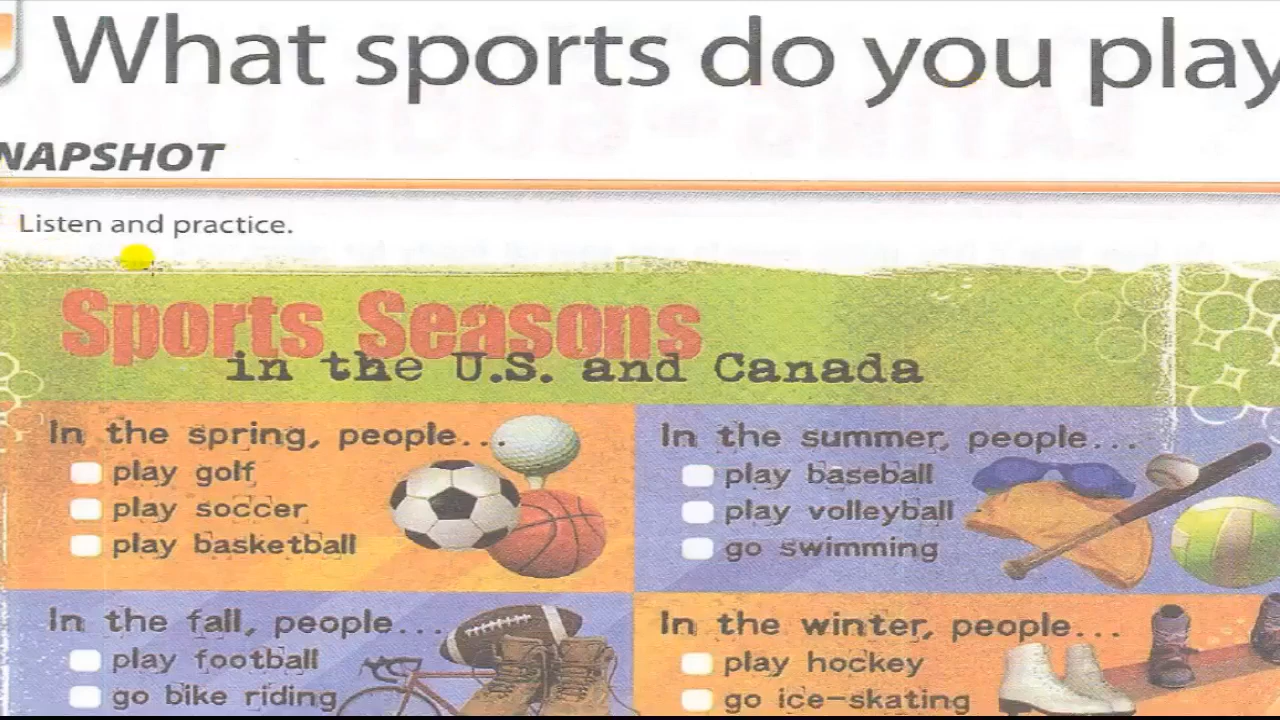 What sports do you play
NAPSHOT
Listen and practice.
Sports Seasons
in the U.S. and Canada
In the spring, people...
play golf
play soccer
play basketball
In the summer, people...
play baseball
play volleyball
go swimming
In the fall, people...
play football
go bike riding
In the winter, people...
play hockey
go ice-skating